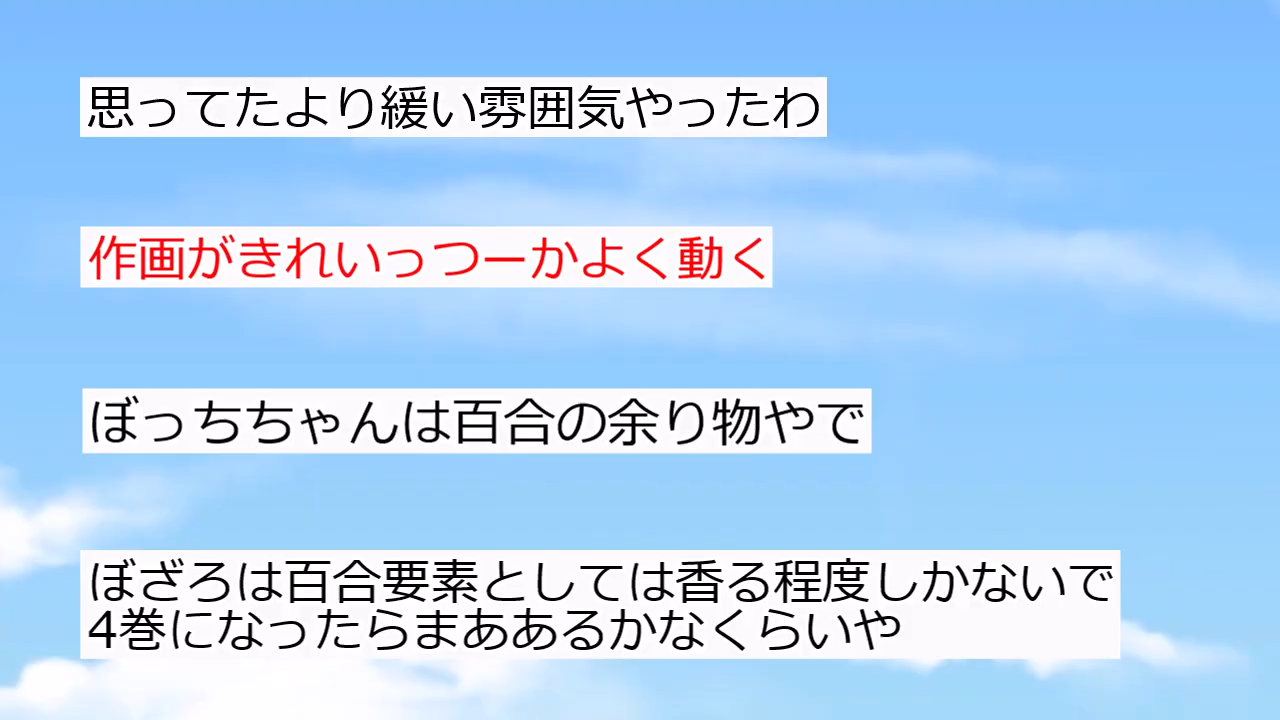 思ってたより緩い雰囲気やったわ
作画がきれいっつーかよく動く
ぼっちちゃんは百合の余り物やで
ぼざろは百合要素としては香る程度しかないで
4巻になったらまああるかなくらいや